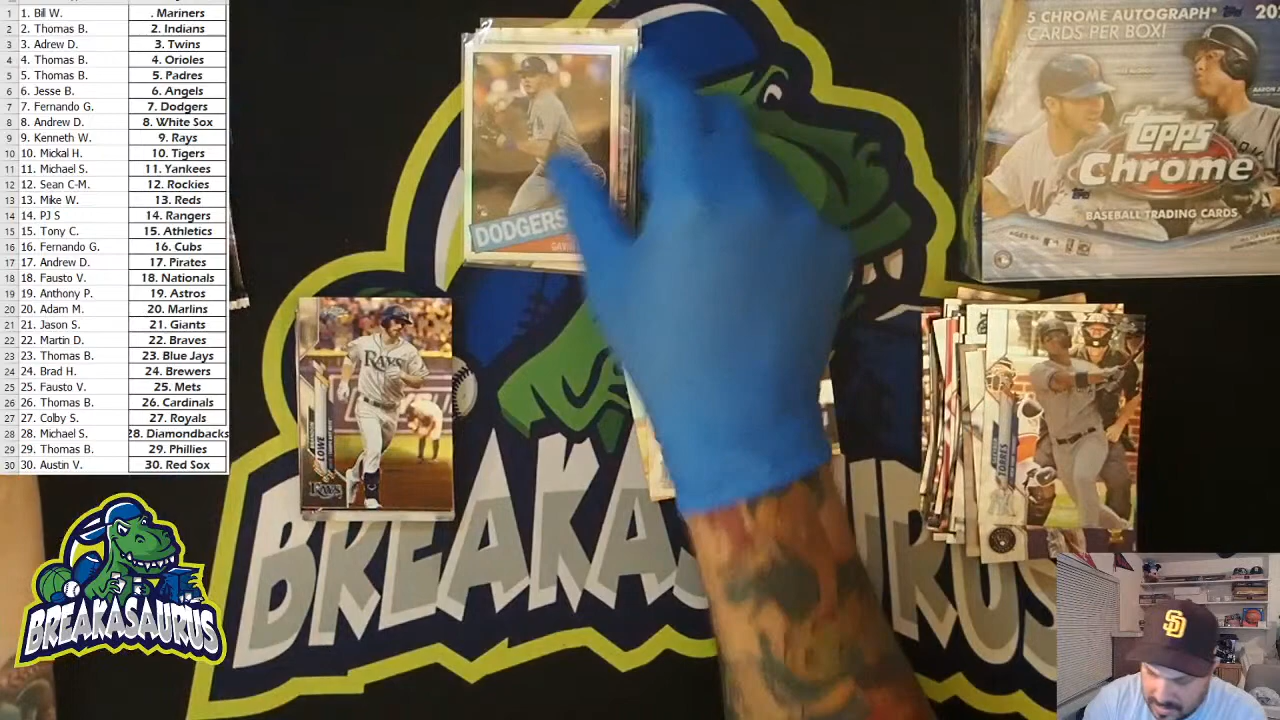 1 1. Bill W. . Mariners
2 2. Thomas B. 2. Indians
3 3. Adrew D. 3. Twins
4 4. Thomas B. 4. Orioles
5 5. Thomas B. 5. Padres
6 6. Jesse B. 6. Angels
7 7. Fernando G. 7. Dodgers
8 8. Andrew D. 8. White Sox
9 9. Kenneth W. 9. Rays
10 10. Mickal H. 10. Tigers
11 11. Michael S. 11. Yankees
12 12. Sean C-M. 12. Rockies
13 13. Mike W. 13. Reds
14 14. PJ S 14. Rangers
15 15. Tony C. 15. Athletics
16 16. Fernando G. 16. Cubs
17 17. Andrew D. 17. Pirates
18 18. Fausto V. 18. Nationals
19 19. Anthony P. 19. Astros
20 20. Adam M. 20. Marlins
21 21. Jason S. 21. Giants
22 22. Martin D. 22. Braves
23 23. Thomas B. 23. Blue Jays
24 24. Brad H. 24. Brewers
25 25. Fausto V. 25. Mets
26 26. Thomas B. 26. Cardinals
27 27. Colby S. 27. Royals
28 28. Michael S. 28. Diamondbacks
29 29. Thomas B. 29. Phillies
30 30. Austin V. 30. Red Sox
BREAKASAURUS
DODGERS
GAVIN
5 CHROME AUTOGRAPH* topps 20
CARDS PER BOX!
AARON J
topps
Chrome
BASEBALL TRADING CARDS
RAYS
LOWE
RAYS
TORRES
BREAKASAURUS
SD